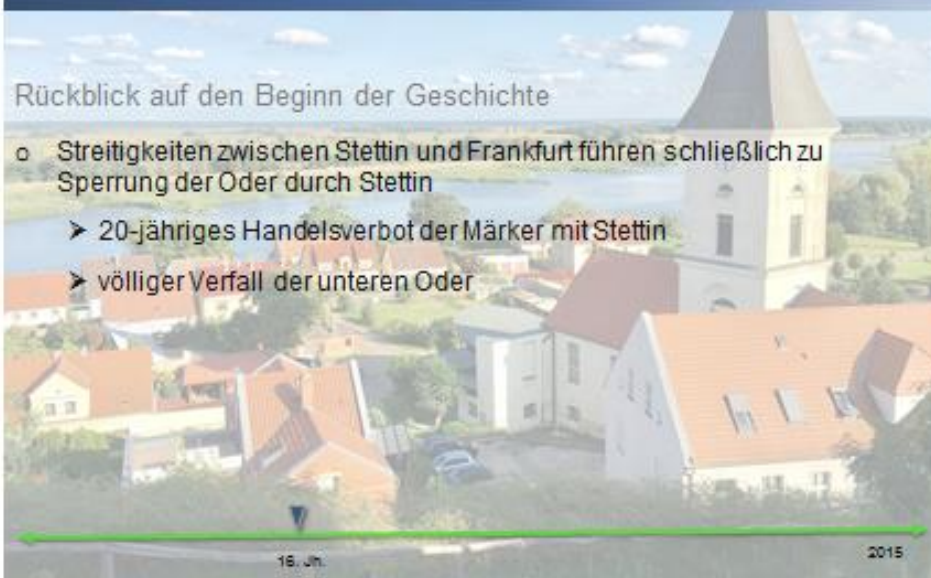 Rückblick auf den Beginn der Geschichte
o Streitigkeiten zwischen Stettin und Frankfurt führen schließlich zu
Sperrung der Oder durch Stettin
➤ 20-jähriges Handelsverbot der Märker mit Stettin
➤ völliger Verfall der unteren Oder
16. Jh.
2015